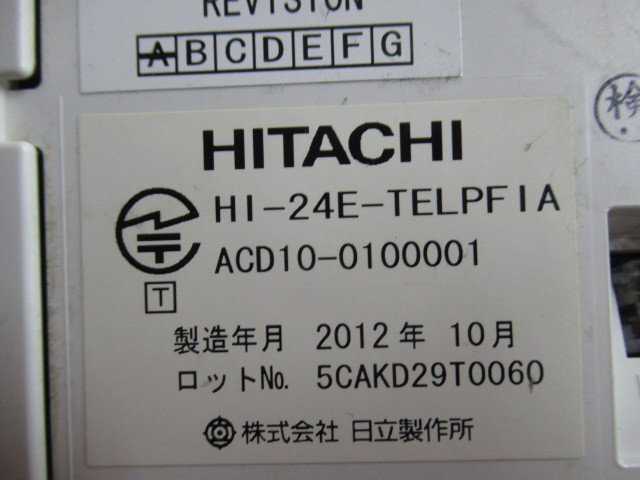 REVISION
ABCDEFG
検
HITACHI
HI-24E-TELPFIA
ACD10-0100001
T
製造年月 2012年 10月
ロットNo. 5CAKD29T0060
株式会社 日立製作所